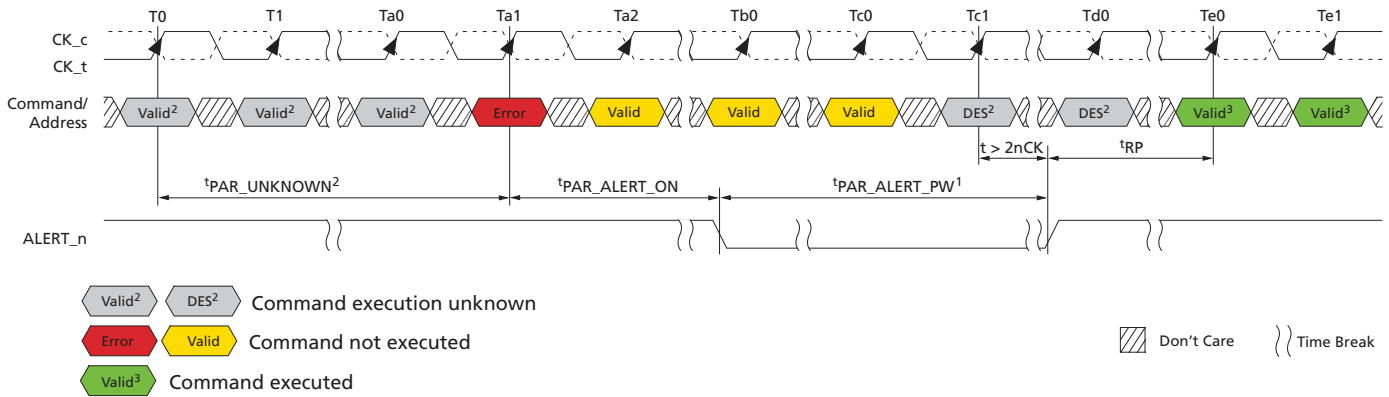 T0 T1 Ta0 Ta1 Ta2 Tb0 Tc0 Tc1 Td0 Te0 Te1
CK_c
CK_t
Command/
Address
Valid² Valid² Valid² Error Valid Valid Valid DES² DES² Valid³ Valid³
t > 2nCK ᵗRP
ᵗPAR_UNKNOWN² ᵗPAR_ALERT_ON ᵗPAR_ALERT_PW¹
ALERT_n
Valid² DES² Command execution unknown
Error Valid Command not executed
Valid³ Command executed
Don't Care Time Break